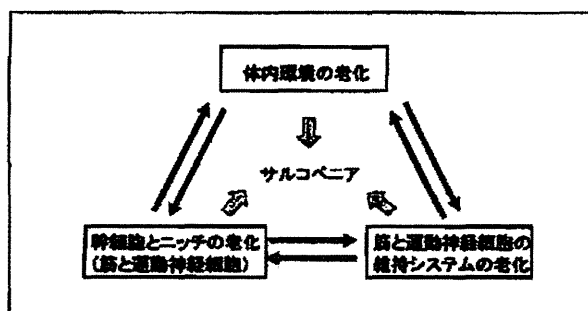 体内環境の老化
サルコペニア
幹細胞とニッチの老化
(筋と運動神経細胞)
筋と運動神経細胞の
維持システムの老化